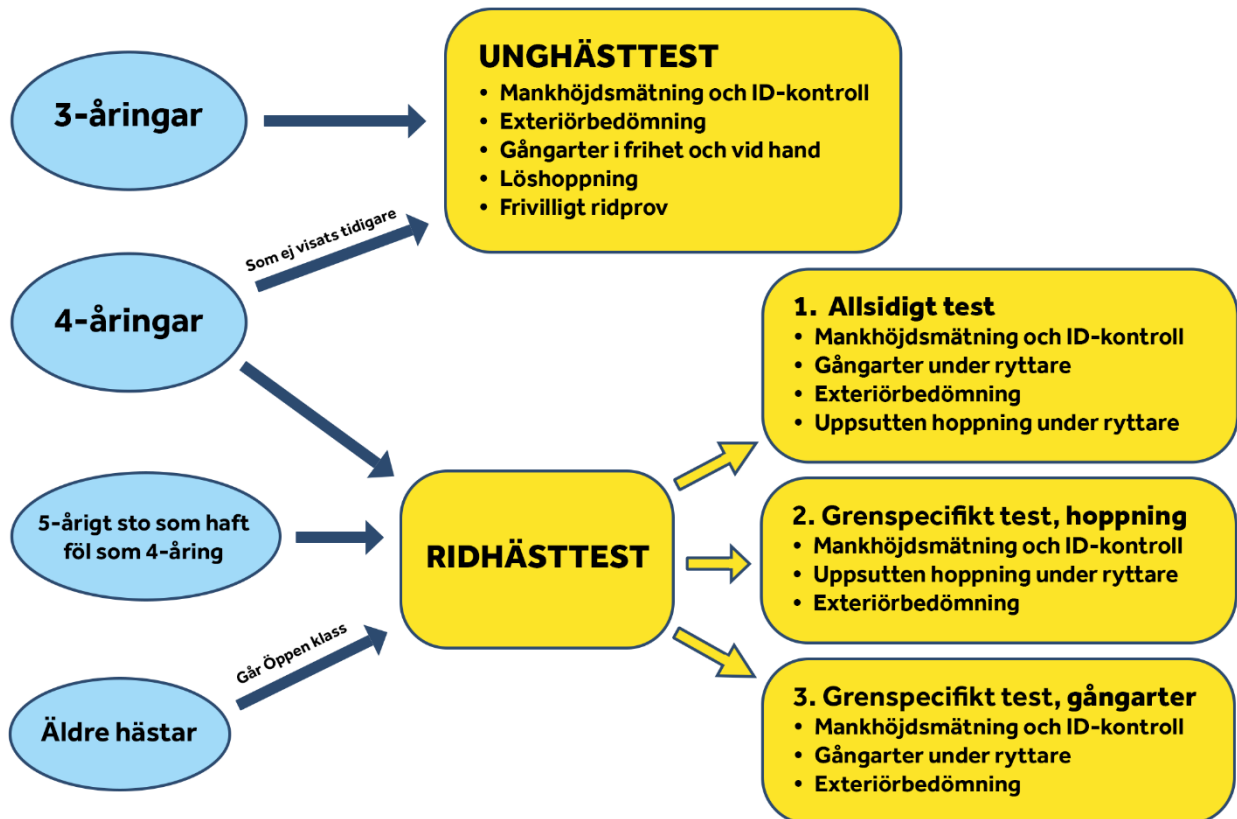 3-åringar
UNGHÄSTTEST
• Mankhöjdsmätning och ID-kontroll
• Exteriörbedömning
• Gångarter i frihet och vid hand
• Löshoppning
• Frivilligt ridprov
Som ej visats tidigare
4-åringar
1. Allsidigt test
• Mankhöjdsmätning och ID-kontroll
• Gångarter under ryttare
• Exteriörbedömning
• Uppsutten hoppning under ryttare
5-årigt sto som haft
föl som 4-åring
RIDHÄSTTEST
2. Grenspecifikt test, hoppning
• Mankhöjdsmätning och ID-kontroll
• Uppsutten hoppning under ryttare
• Exteriörbedömning
Går Öppen klass
Äldre hästar
3. Grenspecifikt test, gångarter
• Mankhöjdsmätning och ID-kontroll
• Gångarter under ryttare
• Exteriörbedömning